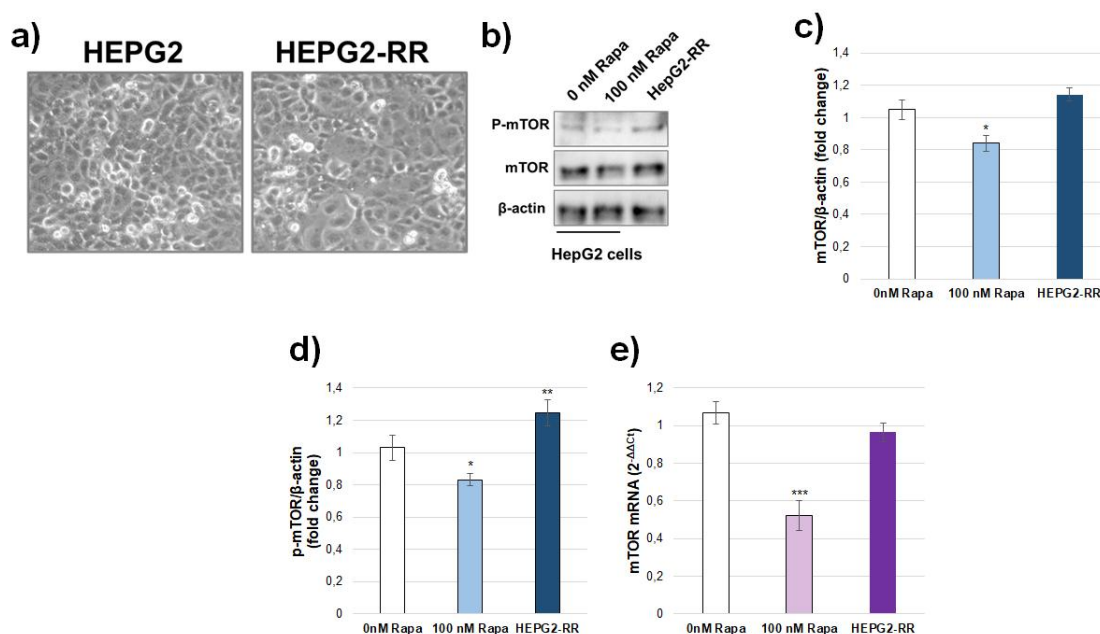 a)
HEPG2
HEPG2-RR
b)
0 nM Rapa
100 nM Rapa
HepG2-RR
P-mTOR
mTOR
β-actin
HepG2 cells
c)
mTOR/β-actin (fold change)
1,4
1,2
1
0,8
0,6
0,4
0,2
0
*
0nM Rapa
100 nM Rapa
HEPG2-RR
d)
p-mTOR/β-actin
(fold change)
1,4
1,2
1
0,8
0,6
0,4
0,2
0
*
**
0nM Rapa
100 nM Rapa
HEPG2-RR
e)
mTOR mRNA (2-ΔΔCt)
1,2
1
0,8
0,6
0,4
0,2
0
***
0nM Rapa
100 nM Rapa
HEPG2-RR